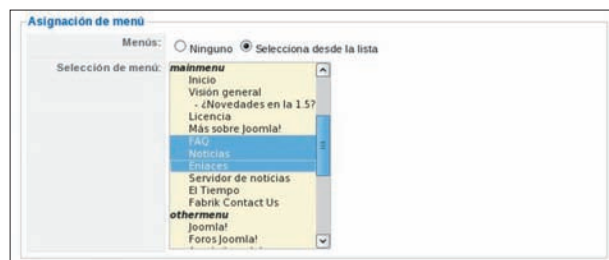 Asignación de menú
Menús: Ninguno Selecciona desde la lista
Selección de menú: mainmenu
Inicio
Visión general
- ¿Novedades en la 1.5?
Licencia
Más sobre Joomla!
FAQ
Noticias
Enlaces
Servidor de noticias
El Tiempo
Fabrik Contact Us
othermenu
Joomla!
Foros Joomla!